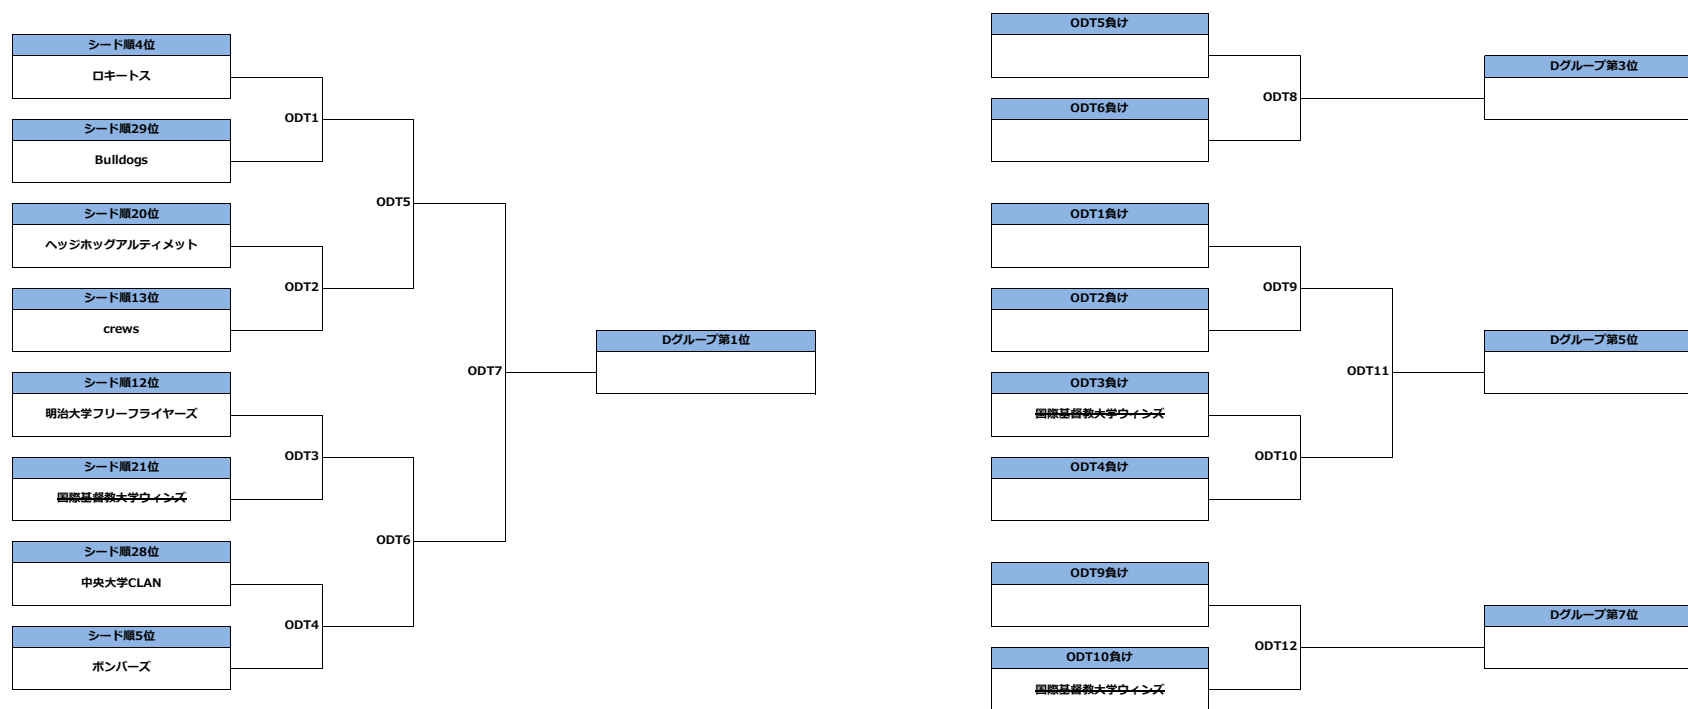 シード順4位
ロキートス
ODT1
シード順29位
Bulldogs
ODT5
シード順20位
ヘッジホッグアルティメット
ODT2
シード順13位
crews
ODT7
Dグループ第1位
シード順12位
明治大学フリーフライヤーズ
ODT3
シード順21位
国際基督教大学ウィンズ
ODT6
シード順28位
中央大学CLAN
ODT4
シード順5位
ボンバーズ
ODT5負け
ODT8
Dグループ第3位
ODT6負け
ODT1負け
ODT9
ODT2負け
ODT11
Dグループ第5位
ODT3負け
国際基督教大学ウィンズ
ODT10
ODT4負け
ODT9負け
ODT12
Dグループ第7位
ODT10負け
国際基督教大学ウィンズ